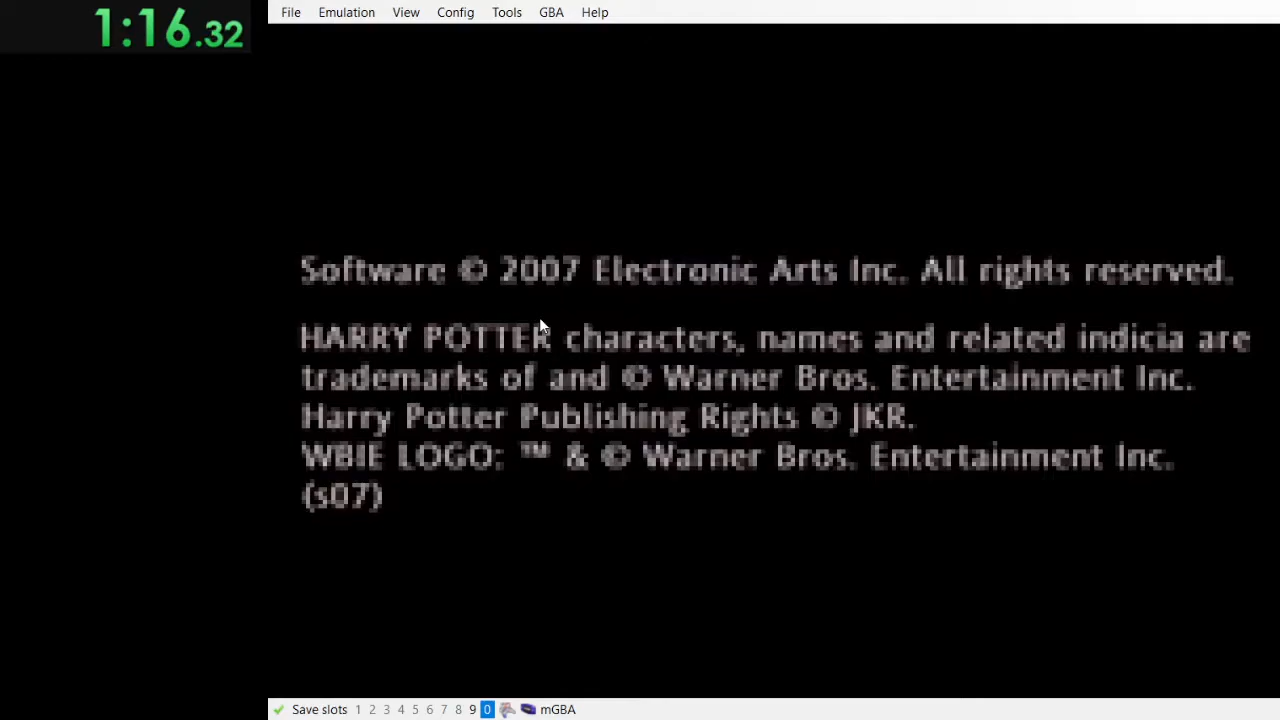 1:16.32
File Emulation View Config Tools GBA Help
Software © 2007 Electronic Arts Inc. All rights reserved.
HARRY POTTER characters, names and related indicia are
trademarks of and © Warner Bros. Entertainment Inc.
Harry Potter Publishing Rights © JKR.
WBIE LOGO: ™ & © Warner Bros. Entertainment Inc.
(s07)
Save slots 1 2 3 4 5 6 7 8 9 0 mGBA